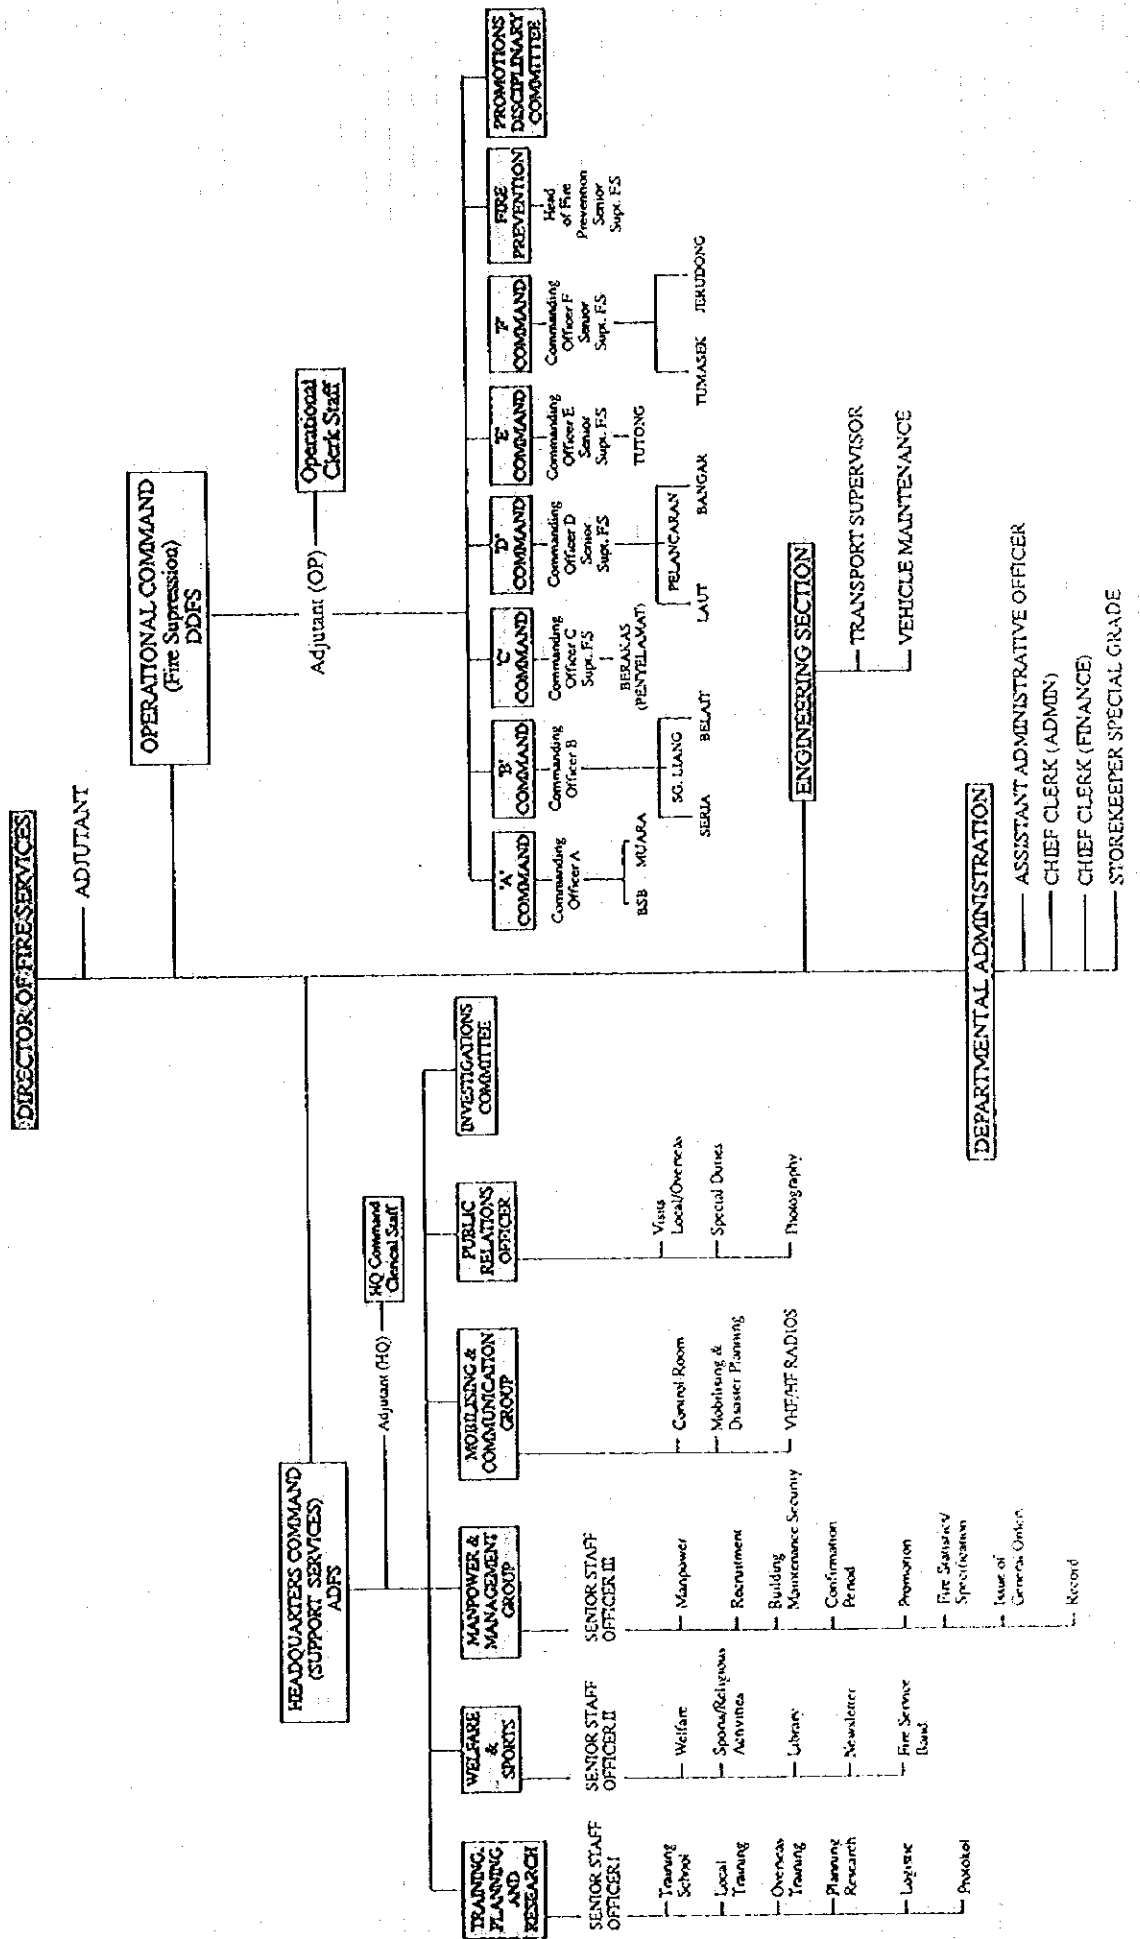 DIRECTOR OF FIRE SERVICES
ADJUTANT
HEADQUARTERS COMMAND
(SUPPORT SERVICES)
ADFS
Adjutant (HQ)
HQ Command
Clerical Staff
TRAINING,
PLANNING
AND
RESEARCH
SENIOR STAFF
OFFICER I
Training
School
Local
Training
Overseas
Training
Planning
Research
Logistic
Protokol
WELFARE
&
SPORTS
SENIOR STAFF
OFFICER II
Welfare
Sports/Religious
Activities
Library
Newsletter
Fire Service
Band
MANPOWER &
MANAGEMENT
GROUP
SENIOR STAFF
OFFICER III
Manpower
Recruitment
Building
Maintenance Security
Confirmation
Period
Promotion
Fire Statistics/
Specification
Issue of
General Orders
Record
MOBILISING &
COMMUNICATION
GROUP
Control Room
Mobilising &
Disaster Planning
VHF/HF RADIOS
PUBLIC
RELATIONS
OFFICER
Visits
Local/Overseas
Special Duties
Photography
INVESTIGATIONS
COMMITTEE
OPERATIONAL COMMAND
(Fire Supression)
DDFS
Adjutant (OP)
Operational
Clerk Staff
'A'
COMMAND
Commanding
Officer A
BSB
MUARA
'B'
COMMAND
Commanding
Officer B
SG. LIANG
SERIA
BELAIT
'C'
COMMAND
Commanding
Officer C
Supt. F.S
BERAKAS
(PENYELAMAT)
'D'
COMMAND
Commanding
Officer D
Senior
Supt. F.S
PELANCARAN
LAUT
BANGAR
'E'
COMMAND
Commanding
Officer E
Senior
Supt. F.S
TUTONG
'F'
COMMAND
Commanding
Officer F
Senior
Supt. F.S
TUMASEK
JERUDONG
FIRE
PREVENTION
Head
of Fire
Prevention
Senior
Supt. F.S
PROMOTIONS
DISCIPLINARY
COMMITTEE
ENGINEERING SECTION
TRANSPORT SUPERVISOR
VEHICLE MAINTENANCE
DEPARTMENTAL ADMINISTRATION
ASSISTANT ADMINISTRATIVE OFFICER
CHIEF CLERK (ADMIN)
CHIEF CLERK (FINANCE)
STOREKEEPER SPECIAL GRADE